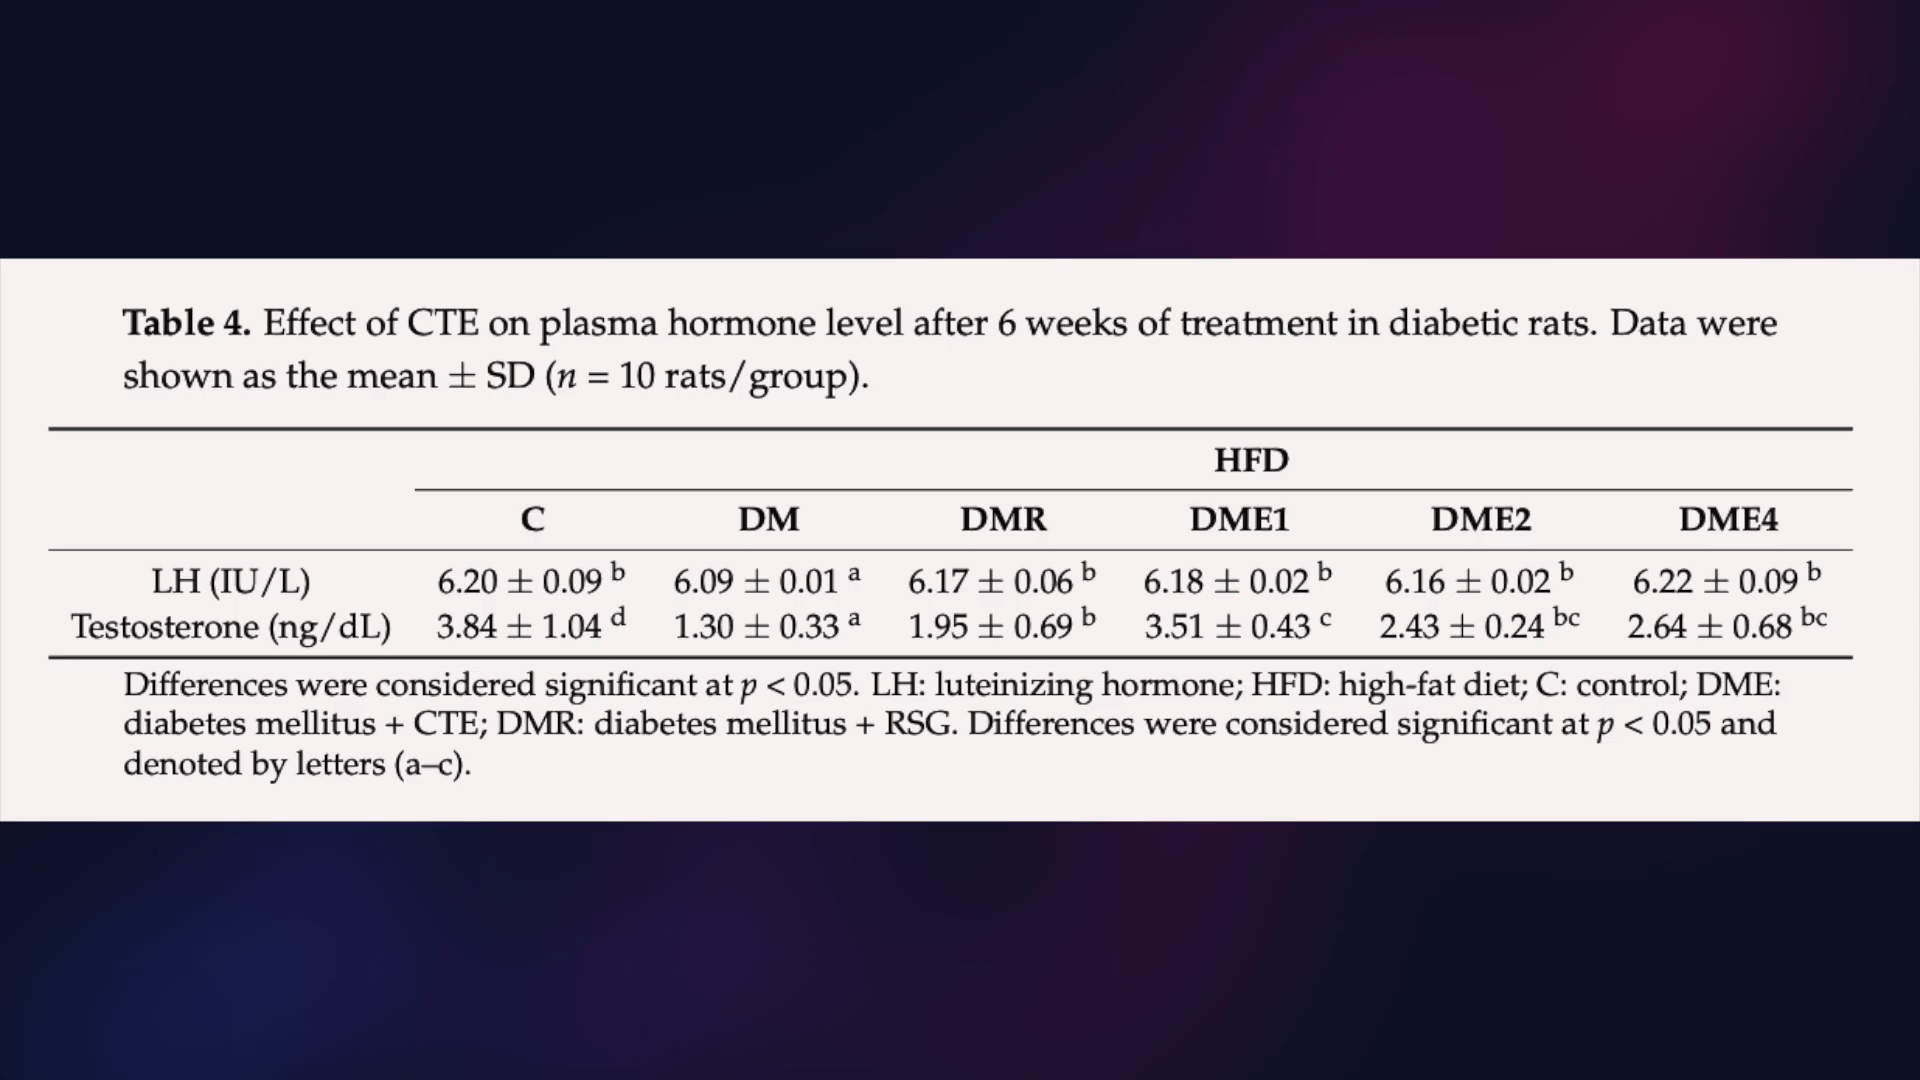 Table 4. Effect of CTE on plasma hormone level after 6 weeks of treatment in diabetic rats. Data were
shown as the mean ± SD (n = 10 rats/group).
HFD
C DM DMR DME1 DME2 DME4
LH (IU/L) 6.20 ± 0.09 b 6.09 ± 0.01 a 6.17 ± 0.06 b 6.18 ± 0.02 b 6.16 ± 0.02 b 6.22 ± 0.09 b
Testosterone (ng/dL) 3.84 ± 1.04 d 1.30 ± 0.33 a 1.95 ± 0.69 b 3.51 ± 0.43 c 2.43 ± 0.24 bc 2.64 ± 0.68 bc
Differences were considered significant at p < 0.05. LH: luteinizing hormone; HFD: high-fat diet; C: control; DME:
diabetes mellitus + CTE; DMR: diabetes mellitus + RSG. Differences were considered significant at p < 0.05 and
denoted by letters (a–c).